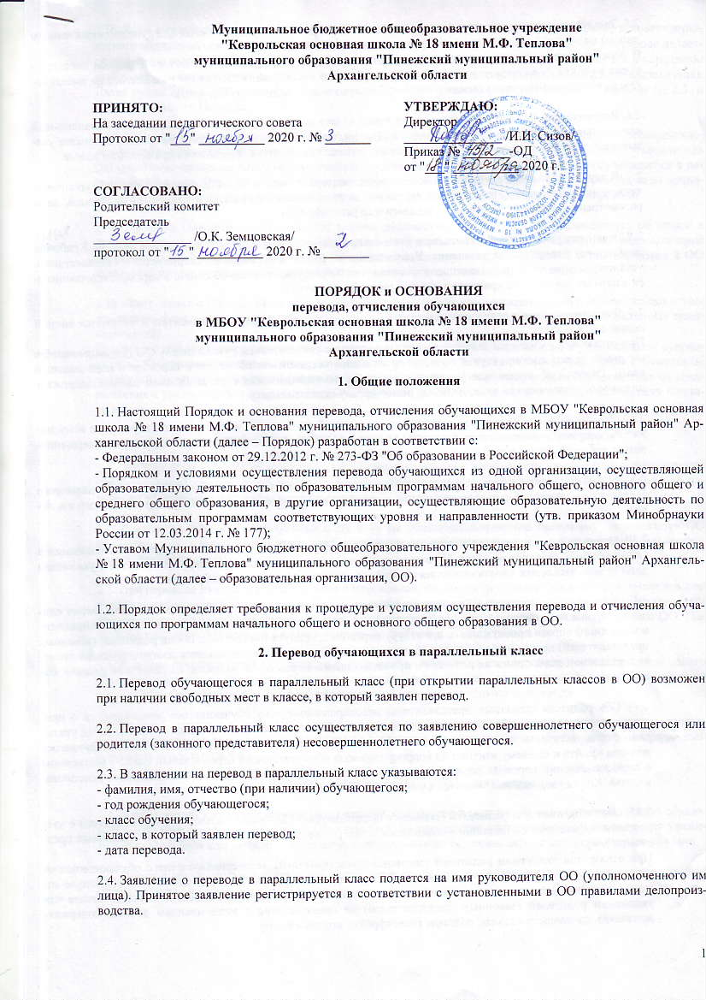 Муниципальное бюджетное общеобразовательное учреждение
"Кеврольская основная школа № 18 имени М.Ф. Теплова"
муниципального образования "Пинежский муниципальный район"
Архангельской области
ПРИНЯТО:
На заседании педагогического совета
Протокол от "15" ноября 2020 г. № 3
УТВЕРЖДАЮ:
Директор
/И.И. Сизов/
Приказ № 45/2 -ОД
от "18" ноября 2020 г.
СОГЛАСОВАНО:
Родительский комитет
Председатель
Земц /О.К. Земцовская/
протокол от "15" ноября 2020 г. № 2
ПОРЯДОК и ОСНОВАНИЯ
перевода, отчисления обучающихся
в МБОУ "Кеврольская основная школа № 18 имени М.Ф. Теплова"
муниципального образования "Пинежский муниципальный район"
Архангельской области
1. Общие положения
1.1. Настоящий Порядок и основания перевода, отчисления обучающихся в МБОУ "Кеврольская основная
школа № 18 имени М.Ф. Теплова" муниципального образования "Пинежский муниципальный район" Ар-
хангельской области (далее – Порядок) разработан в соответствии с:
- Федеральным законом от 29.12.2012 г. № 273-ФЗ "Об образовании в Российской Федерации";
- Порядком и условиями осуществления перевода обучающихся из одной организации, осуществляющей
образовательную деятельность по образовательным программам начального общего, основного общего и
среднего общего образования, в другие организации, осуществляющие образовательную деятельность по
образовательным программам соответствующих уровня и направленности (утв. приказом Минобрнауки
России от 12.03.2014 г. № 177);
- Уставом Муниципального бюджетного общеобразовательного учреждения "Кеврольская основная школа
№ 18 имени М.Ф. Теплова" муниципального образования "Пинежский муниципальный район" Архангель-
ской области (далее – образовательная организация, ОО).
1.2. Порядок определяет требования к процедуре и условиям осуществления перевода и отчисления обуча-
ющихся по программам начального общего и основного общего образования в ОО.
2. Перевод обучающихся в параллельный класс
2.1. Перевод обучающегося в параллельный класс (при открытии параллельных классов в ОО) возможен
при наличии свободных мест в классе, в который заявлен перевод.
2.2. Перевод в параллельный класс осуществляется по заявлению совершеннолетнего обучающегося или
родителя (законного представителя) несовершеннолетнего обучающегося.
2.3. В заявлении на перевод в параллельный класс указываются:
- фамилия, имя, отчество (при наличии) обучающегося;
- год рождения обучающегося;
- класс обучения;
- класс, в который заявлен перевод;
- дата перевода.
2.4. Заявление о переводе в параллельный класс подается на имя руководителя ОО (уполномоченного им
лица). Принятое заявление регистрируется в соответствии с установленными в ОО правилами делопроиз-
водства.
1